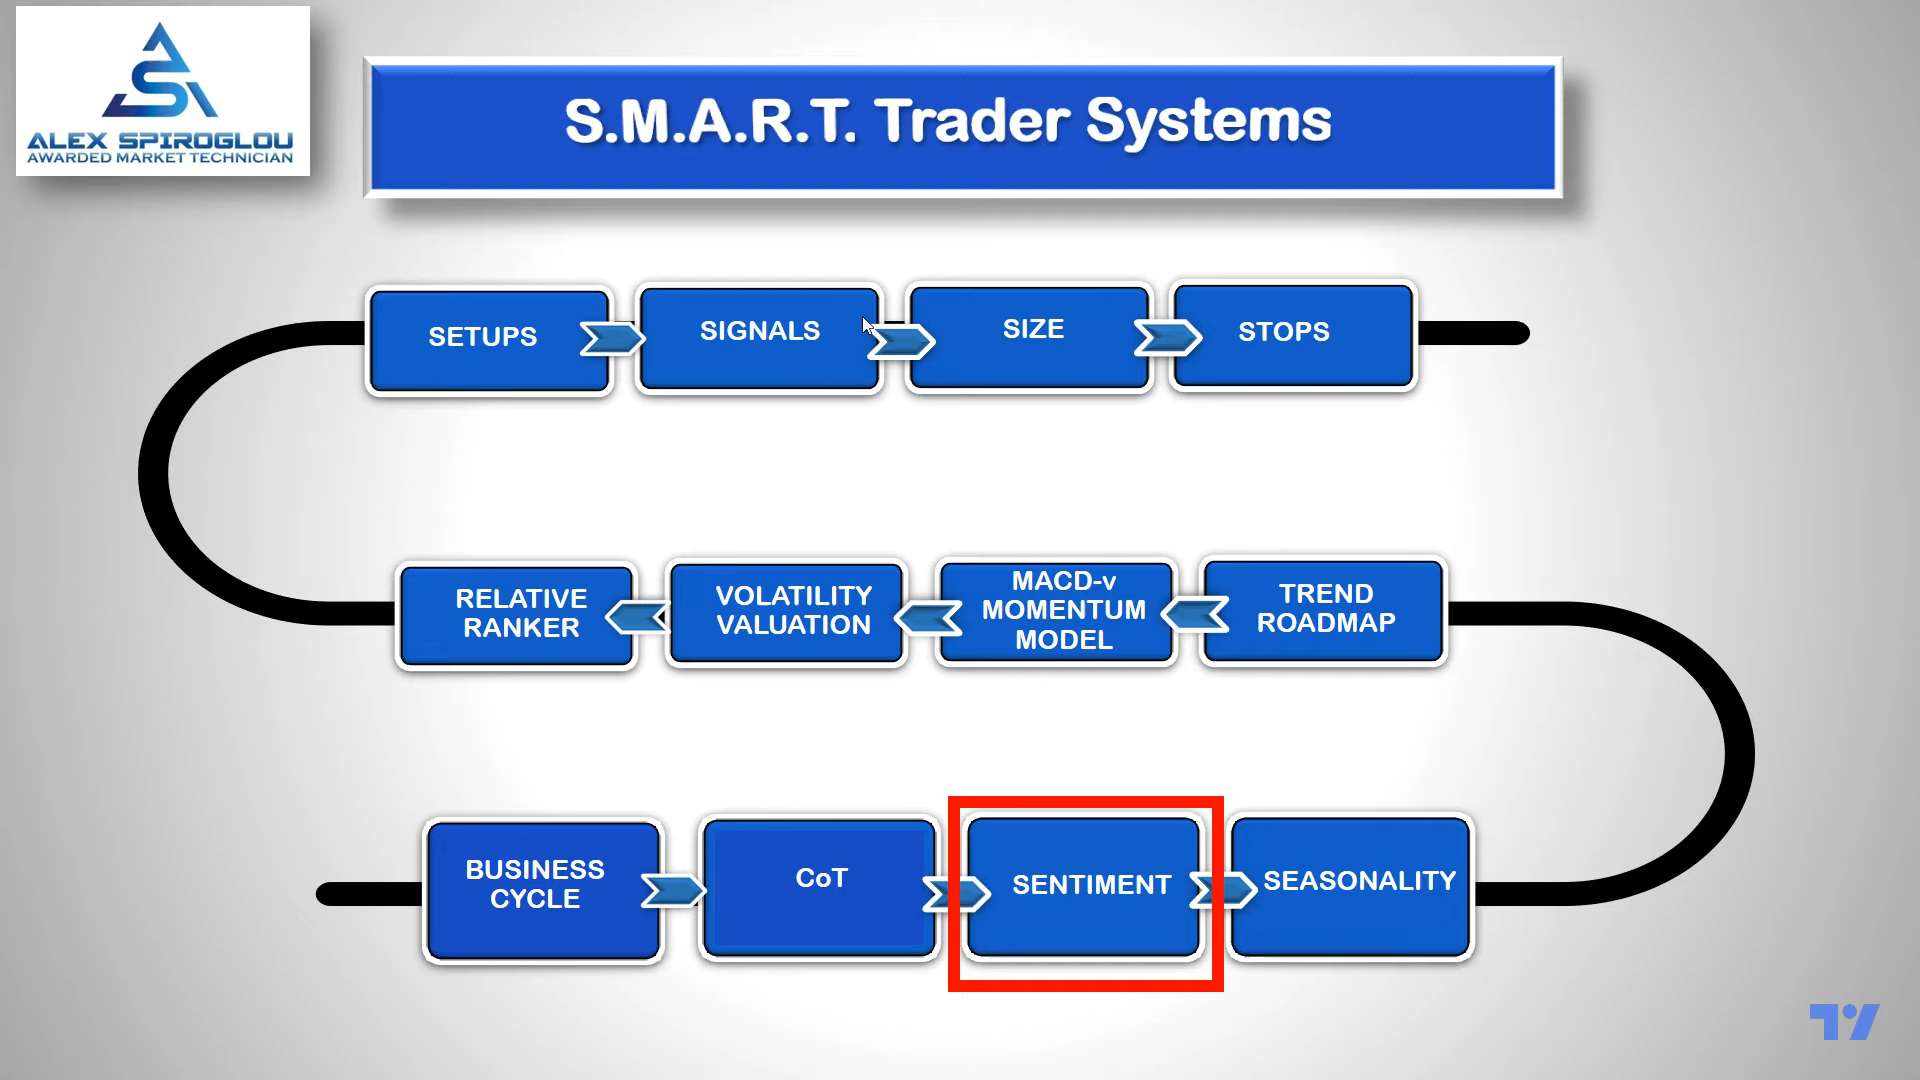 ALEX SPIROGLOU
AWARDED MARKET TECHNICIAN
S.M.A.R.T. Trader Systems
SETUPS
SIGNALS
SIZE
STOPS
RELATIVE
RANKER
VOLATILITY
VALUATION
MACD-v
MOMENTUM
MODEL
TREND
ROADMAP
BUSINESS
CYCLE
CoT
SENTIMENT
SEASONALITY